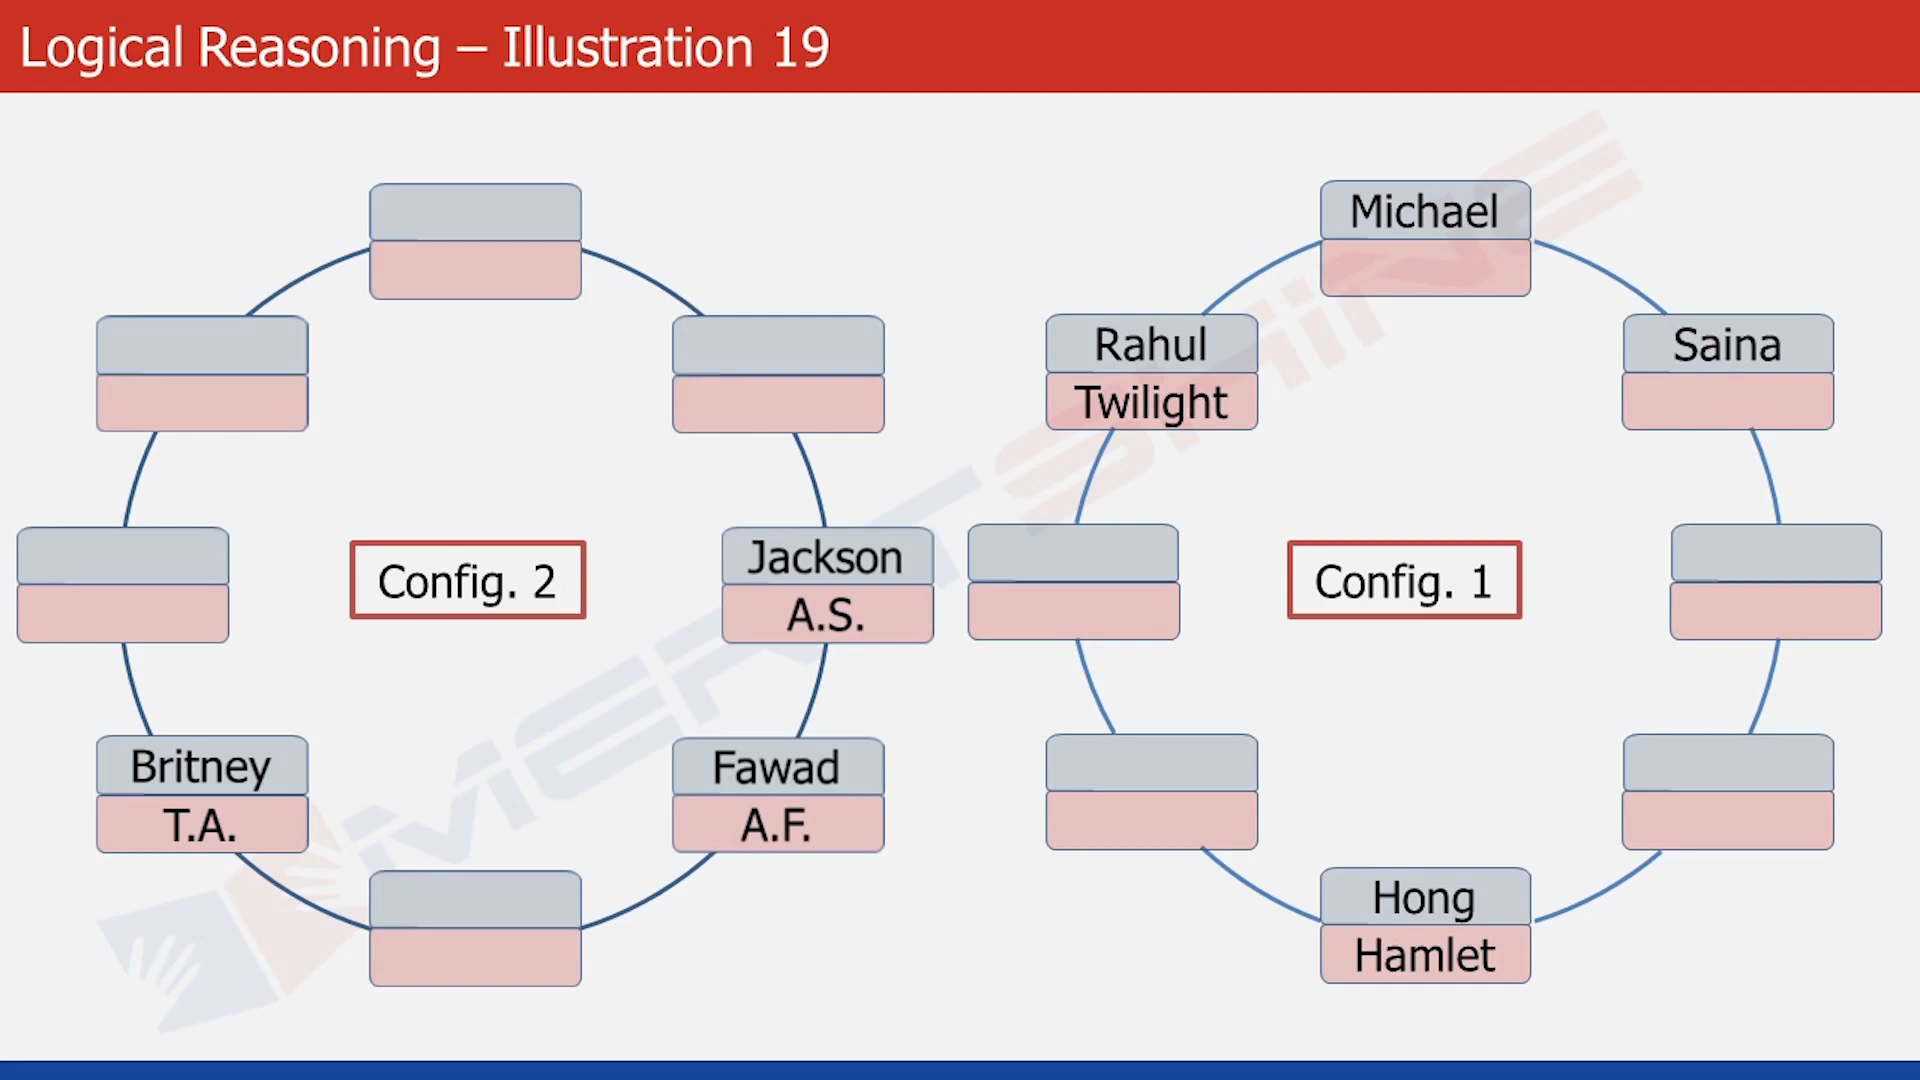 Logical Reasoning – Illustration 19
Config. 2
Jackson
A.S.
Fawad
A.F.
Britney
T.A.
Config. 1
Michael
Rahul
Twilight
Saina
Hong
Hamlet